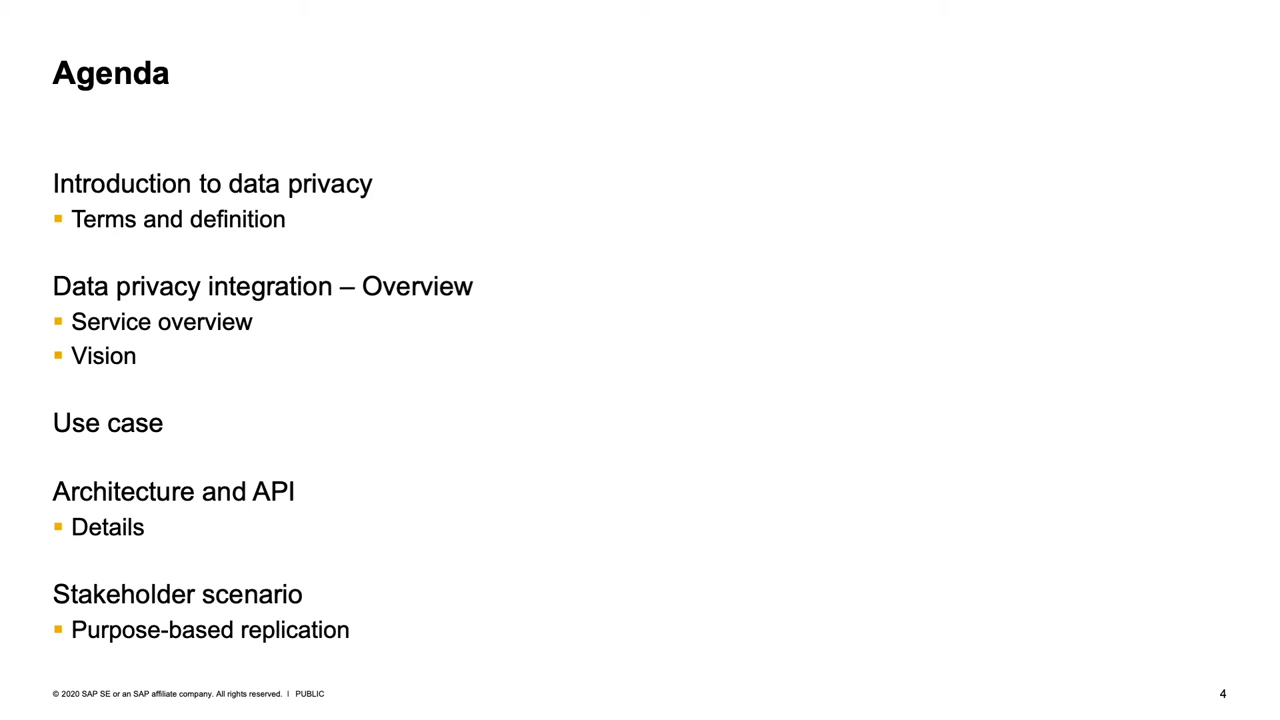 Agenda
Introduction to data privacy
▪ Terms and definition
Data privacy integration – Overview
▪ Service overview
▪ Vision
Use case
Architecture and API
▪ Details
Stakeholder scenario
▪ Purpose-based replication
© 2020 SAP SE or an SAP affiliate company. All rights reserved. | PUBLIC
4